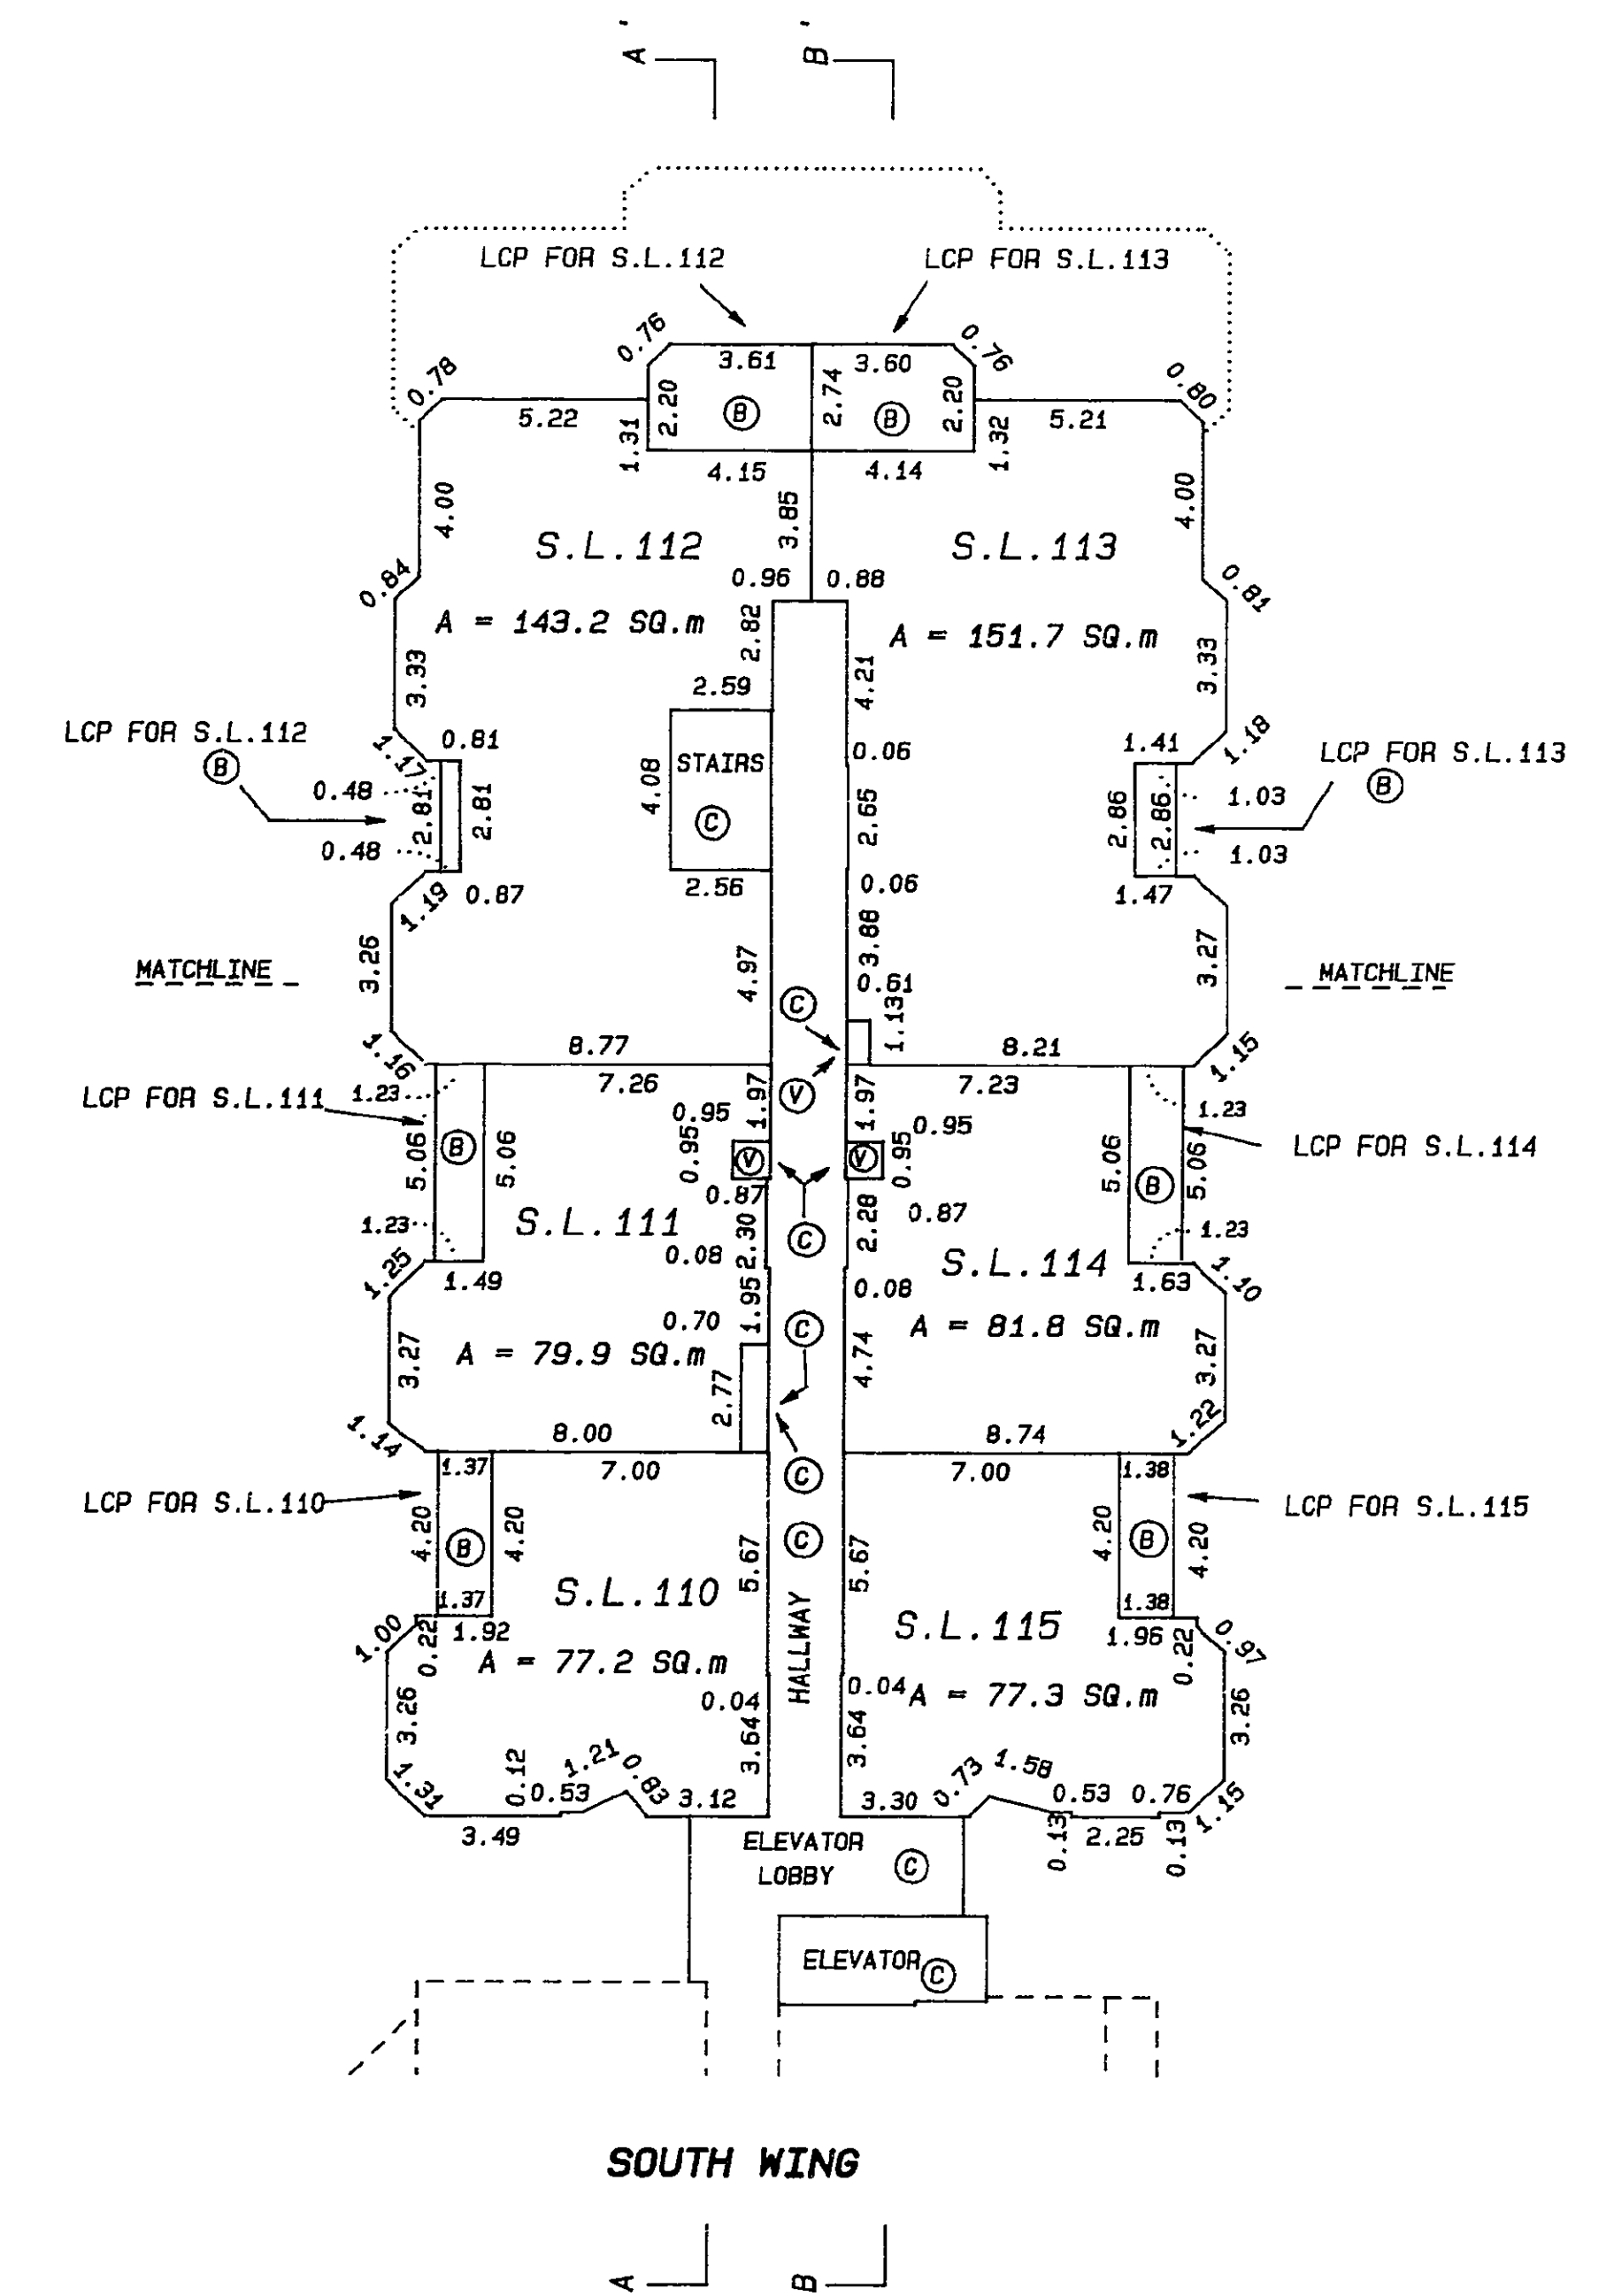 A'
B'
LCP FOR S.L.112
LCP FOR S.L.113
0.76
3.61
3.60
0.76
0.78
2.20
B
2.74
B
2.20
0.80
5.22
1.31
1.32
5.21
4.15
4.14
4.00
3.85
4.00
S.L.112
S.L.113
0.84
0.96
0.88
0.81
A = 143.2 SQ.m
2.82
A = 151.7 SQ.m
3.33
2.59
4.21
3.33
LCP FOR S.L.112
B
1.17
0.81
STAIRS
C
4.08
0.06
1.41
1.18
LCP FOR S.L.113
B
0.48
2.81
2.81
2.65
2.86
2.86
1.03
0.48
1.03
1.19
0.87
2.56
0.06
1.47
3.26
4.97
3.88
3.27
MATCHLINE
MATCHLINE
C
0.61
1.13
1.16
8.77
8.21
1.15
LCP FOR S.L.111
1.23
7.26
1.97
V
1.97
7.23
1.23
0.95
0.95
LCP FOR S.L.114
5.06
B
5.06
0.95
V
V
0.95
5.06
B
5.06
0.87
0.87
1.23
S.L.111
2.30
C
2.28
1.23
0.08
S.L.114
1.25
1.49
1.95
0.08
1.63
1.10
0.70
C
A = 81.8 SQ.m
3.27
A = 79.9 SQ.m
2.77
4.74
3.27
1.14
8.00
8.74
1.22
1.37
7.00
C
7.00
1.38
LCP FOR S.L.110
LCP FOR S.L.115
4.20
B
4.20
C
4.20
B
4.20
5.67
5.67
1.37
S.L.110
1.38
1.00
0.22
1.92
HALLWAY
S.L.115
1.96
0.22
0.97
A = 77.2 SQ.m
0.04
0.04
A = 77.3 SQ.m
3.26
3.64
3.64
3.26
1.31
0.12
0.53
1.21
0.83
3.12
3.30
0.73
1.58
0.53
0.76
1.15
3.49
ELEVATOR
LOBBY
C
0.13
2.25
0.13
ELEVATOR
C
SOUTH WING
A
B